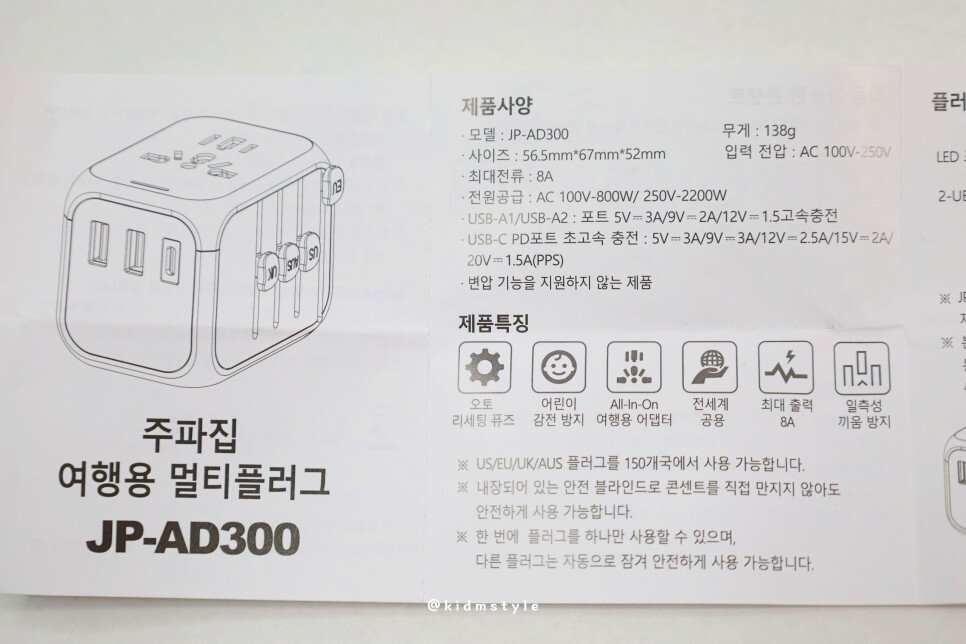 주파집
여행용 멀티플러그
JP-AD300
EU
UK
AUS
US
제품사양
· 모델 : JP-AD300
무게 : 138g
· 사이즈 : 56.5mm*67mm*52mm
입력 전압 : AC 100V-250V
· 최대전류 : 8A
· 전원공급 : AC 100V-800W/ 250V-2200W
· USB-A1/USB-A2 : 포트 5V⎓3A/9V⎓2A/12V⎓1.5고속충전
· USB-C PD포트 초고속 충전 : 5V⎓3A/9V⎓3A/12V⎓2.5A/15V⎓2A/
20V⎓1.5A(PPS)
· 변압 기능을 지원하지 않는 제품
제품특징
오토
리세팅 퓨즈
어린이
감전 방지
All-In-On
여행용 어댑터
전세계
공용
최대 출력
8A
일측성
끼움 방지
※ US/EU/UK/AUS 플러그를 150개국에서 사용 가능합니다.
※ 내장되어 있는 안전 블라인드로 콘센트를 직접 만지지 않아도
안전하게 사용 가능합니다.
※ 한 번에 플러그를 하나만 사용할 수 있으며,
다른 플러그는 자동으로 잠겨 안전하게 사용 가능합니다.
플러
LED
2-U
※ JP
※
@kidmstyle